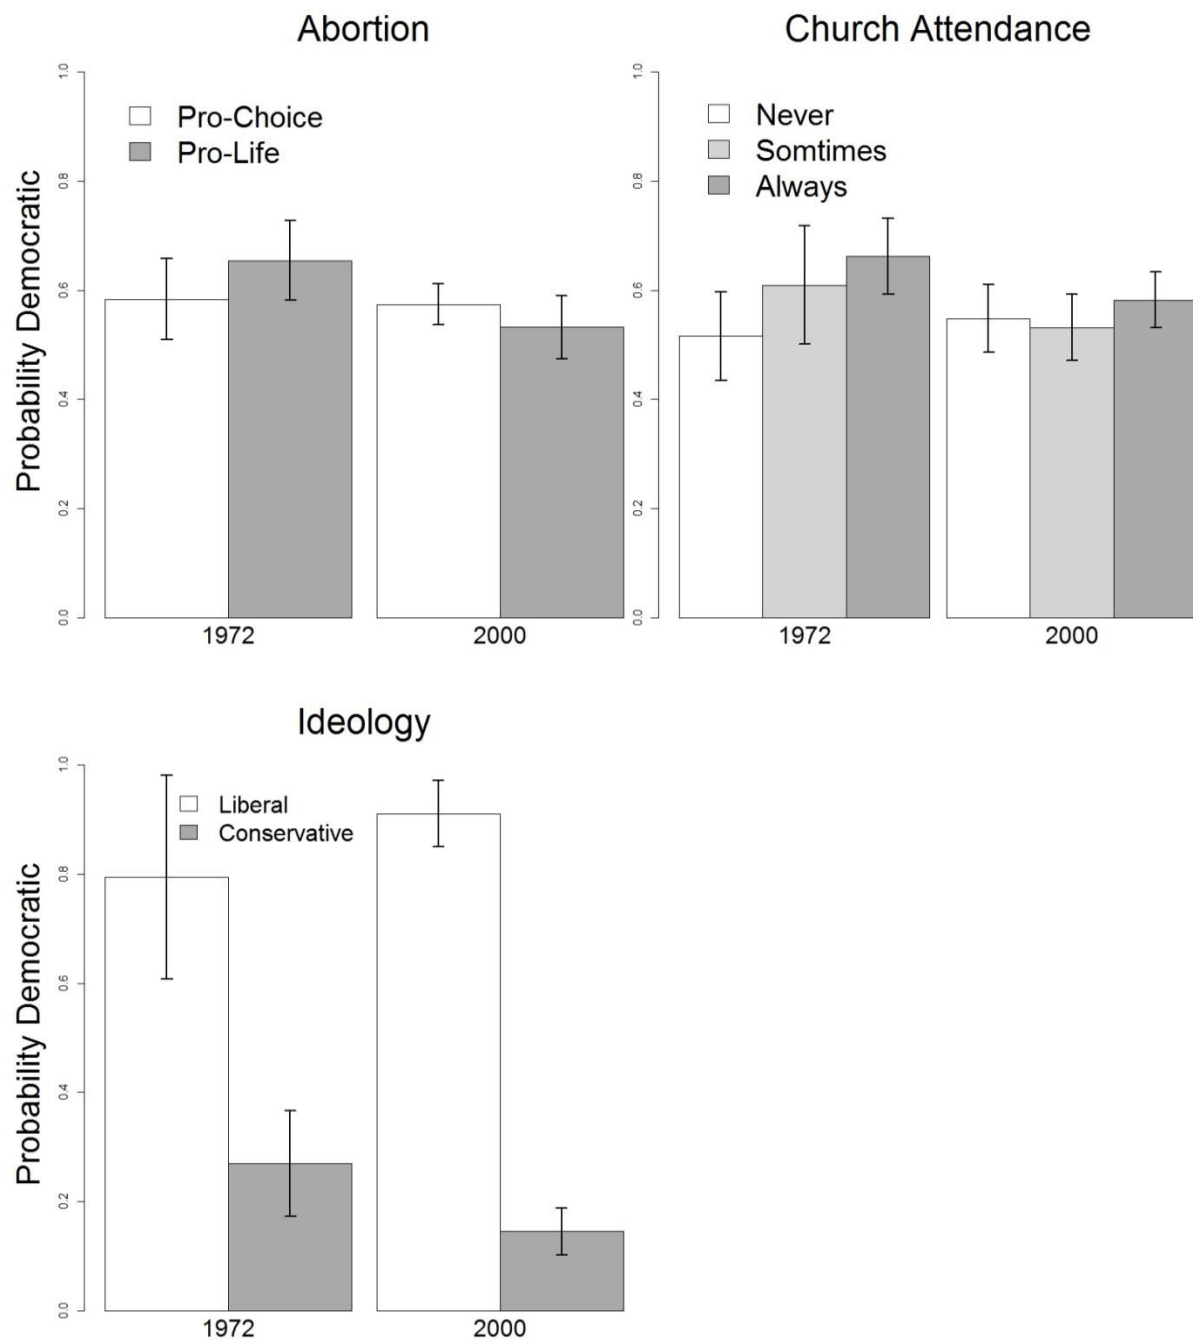 Abortion
Probability Democratic
1.0
0.8
0.6
0.4
0.2
0.0
Pro-Choice
Pro-Life
1972
2000
Church Attendance
1.0
0.8
0.6
0.4
0.2
0.0
Never
Somtimes
Always
1972
2000
Ideology
Probability Democratic
1.0
0.8
0.6
0.4
0.2
0.0
Liberal
Conservative
1972
2000